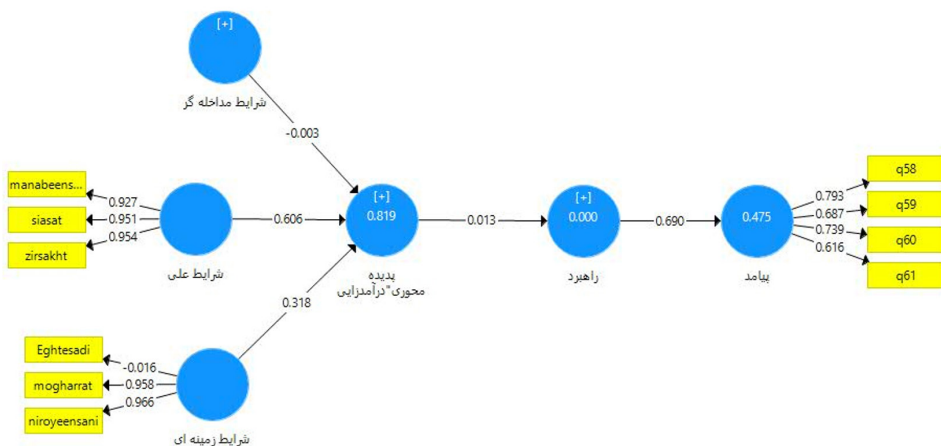 [+]
شرایط مداخله گر
-0.003
manabeens...
siasat
zirsakht
0.927
0.951
0.954
شرایط علی
0.606
[+]
0.819
پدیده
محوری"درآمدزایی
0.013
[+]
0.000
راهبرد
0.690
0.475
پیامد
0.793
0.687
0.739
0.616
q58
q59
q60
q61
0.318
Eghtesadi
mogharrat
niroyeensani
-0.016
0.958
0.966
شرایط زمینه ای